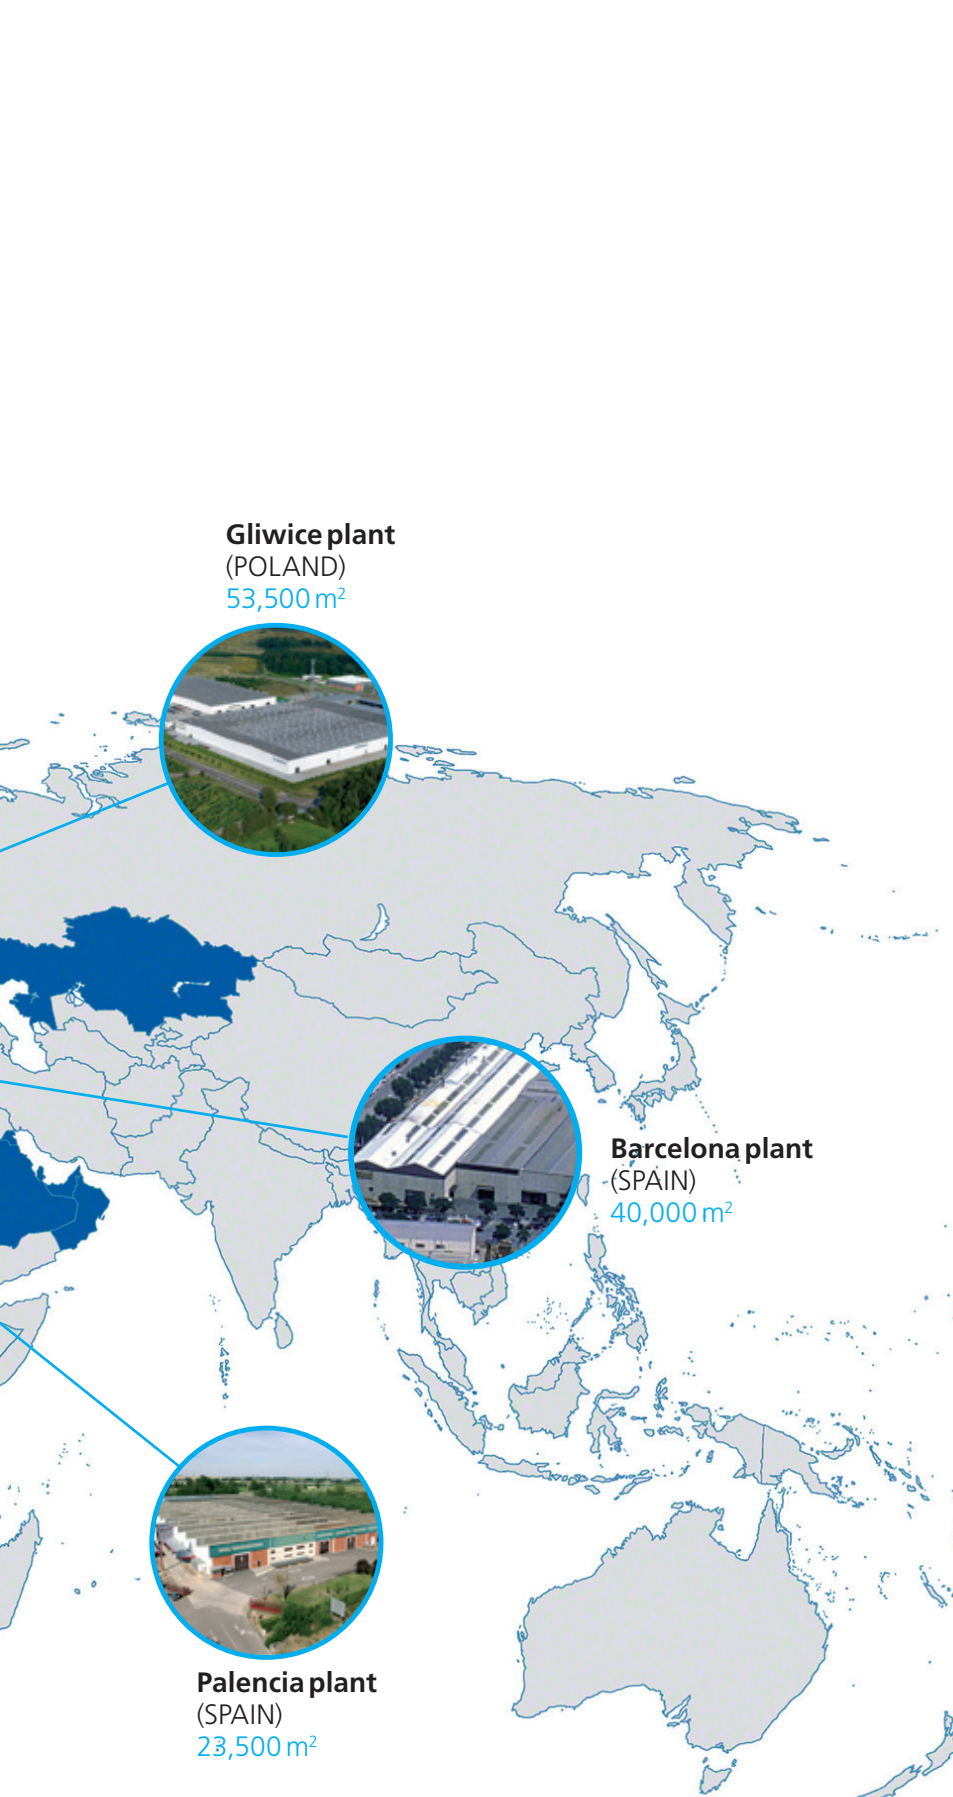 Gliwice plant
(POLAND)
53,500 m²
Barcelona plant
(SPAIN)
40,000 m²
Palencia plant
(SPAIN)
23,500 m²